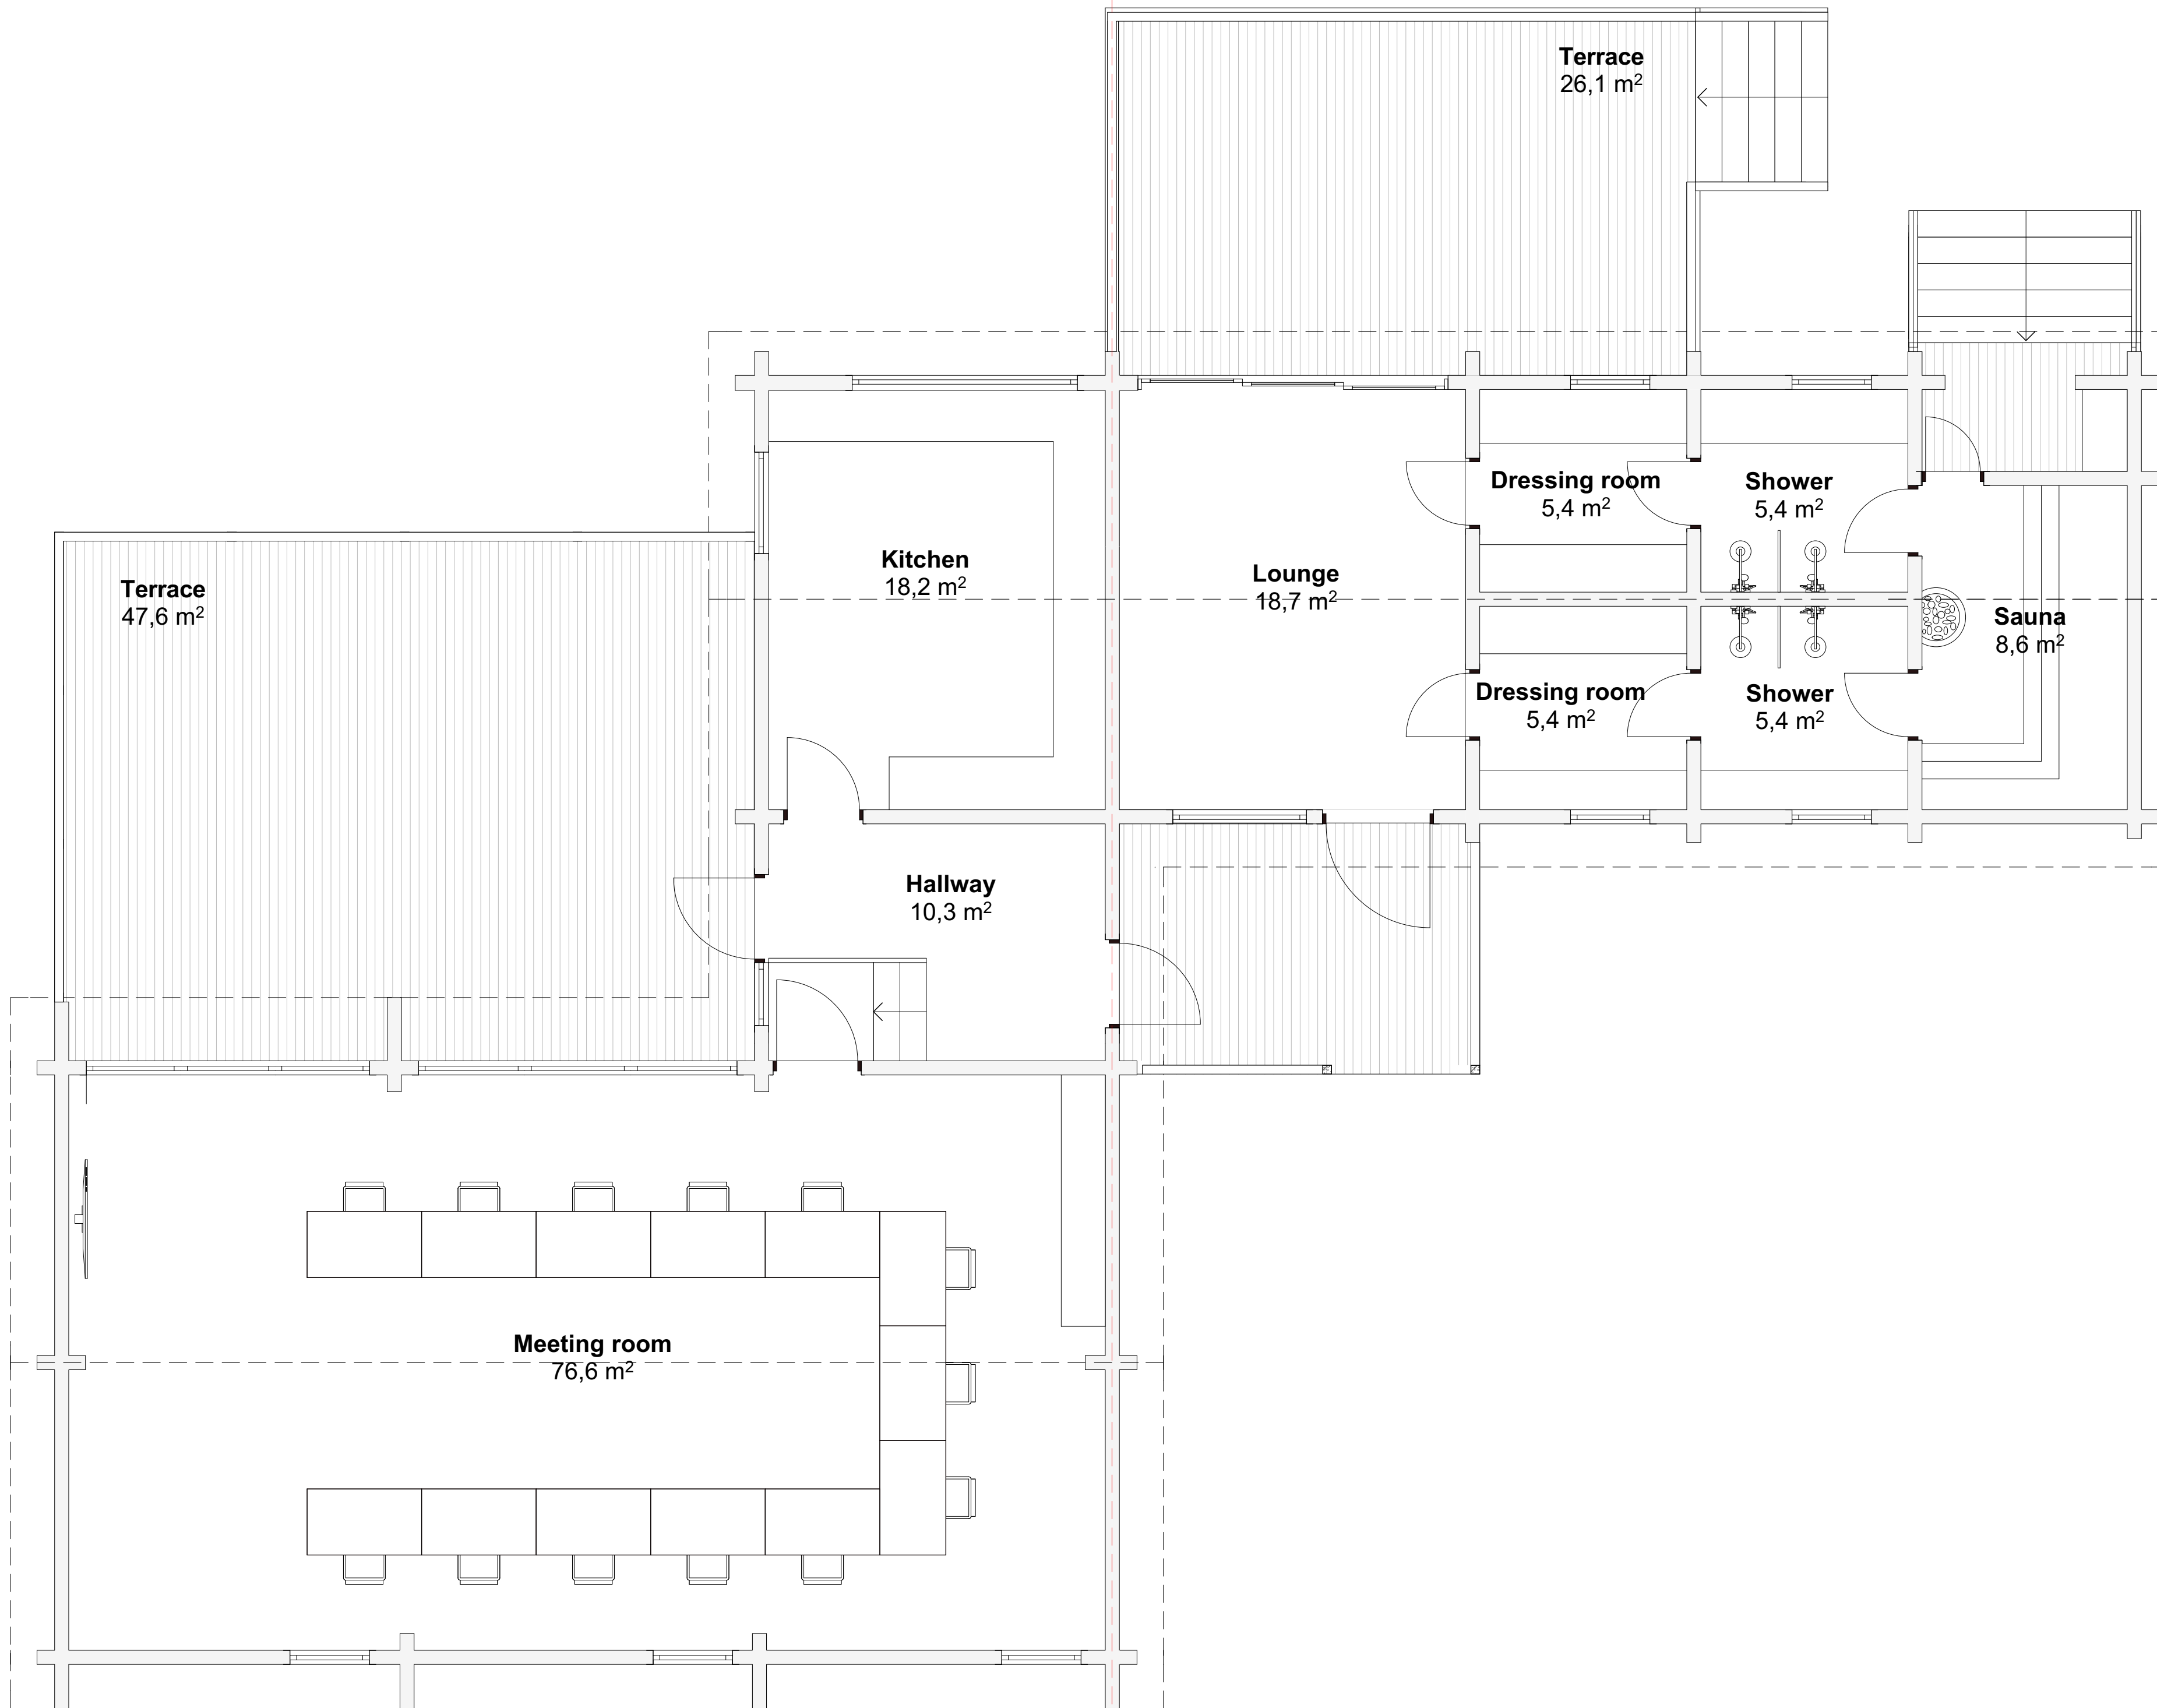 Terrace
26,1 m²
Terrace
47,6 m²
Kitchen
18,2 m²
Lounge
18,7 m²
Dressing room
5,4 m²
Shower
5,4 m²
Sauna
8,6 m²
Dressing room
5,4 m²
Shower
5,4 m²
Hallway
10,3 m²
Meeting room
76,6 m²